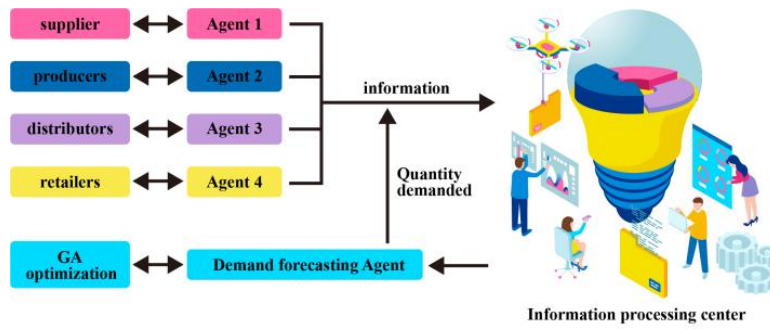 supplier
Agent 1
producers
Agent 2
information
distributors
Agent 3
retailers
Agent 4
Quantity
demanded
GA
optimization
Demand forecasting Agent
Information processing center